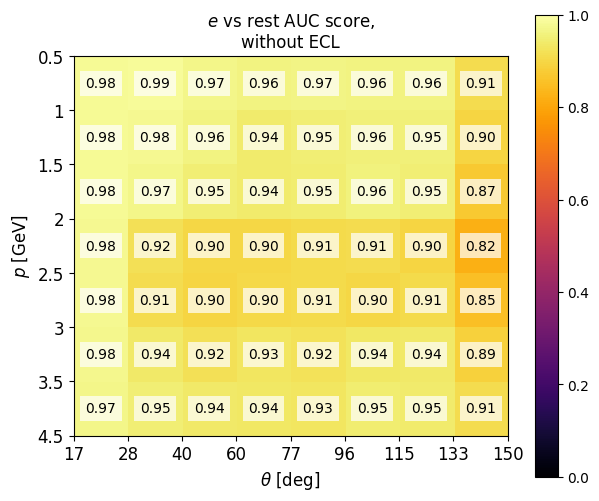 e vs rest AUC score,
without ECL
p [GeV]
0.5
1
1.5
2
2.5
3
3.5
4.5
0.98 0.99 0.97 0.96 0.97 0.96 0.96 0.91
0.98 0.98 0.96 0.94 0.95 0.96 0.95 0.90
0.98 0.97 0.95 0.94 0.95 0.96 0.95 0.87
0.98 0.92 0.90 0.90 0.91 0.91 0.90 0.82
0.98 0.91 0.90 0.90 0.91 0.90 0.91 0.85
0.98 0.94 0.92 0.93 0.92 0.94 0.94 0.89
0.97 0.95 0.94 0.94 0.93 0.95 0.95 0.91
17 28 40 60 77 96 115 133 150
θ [deg]
1.0
0.8
0.6
0.4
0.2
0.0